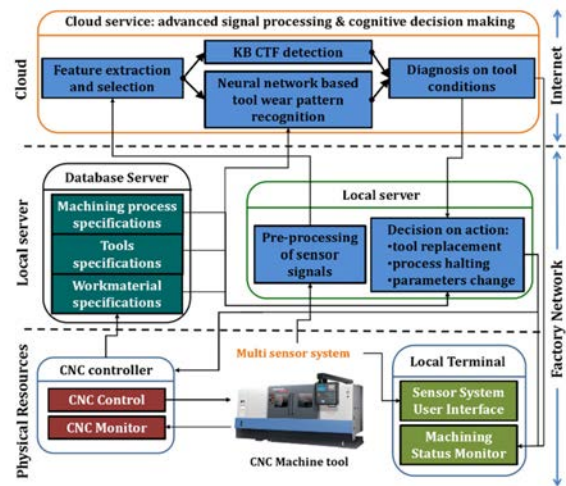 Cloud service: advanced signal processing & cognitive decision making
KB CTF detection
Feature extraction
and selection
Neural network based
tool wear pattern
recognition
Diagnosis on tool
conditions
Cloud
Internet
Database Server
Machining process
specifications
Tools
specifications
Workmaterial
specifications
Local server
Local server
Pre-processing
of sensor
signals
Decision on action:
•tool replacement
•process halting
•parameters change
Factory Network
Physical Resources
CNC controller
CNC Control
CNC Monitor
Multi sensor system
CNC Machine tool
Local Terminal
Sensor System
User Interface
Machining
Status Monitor